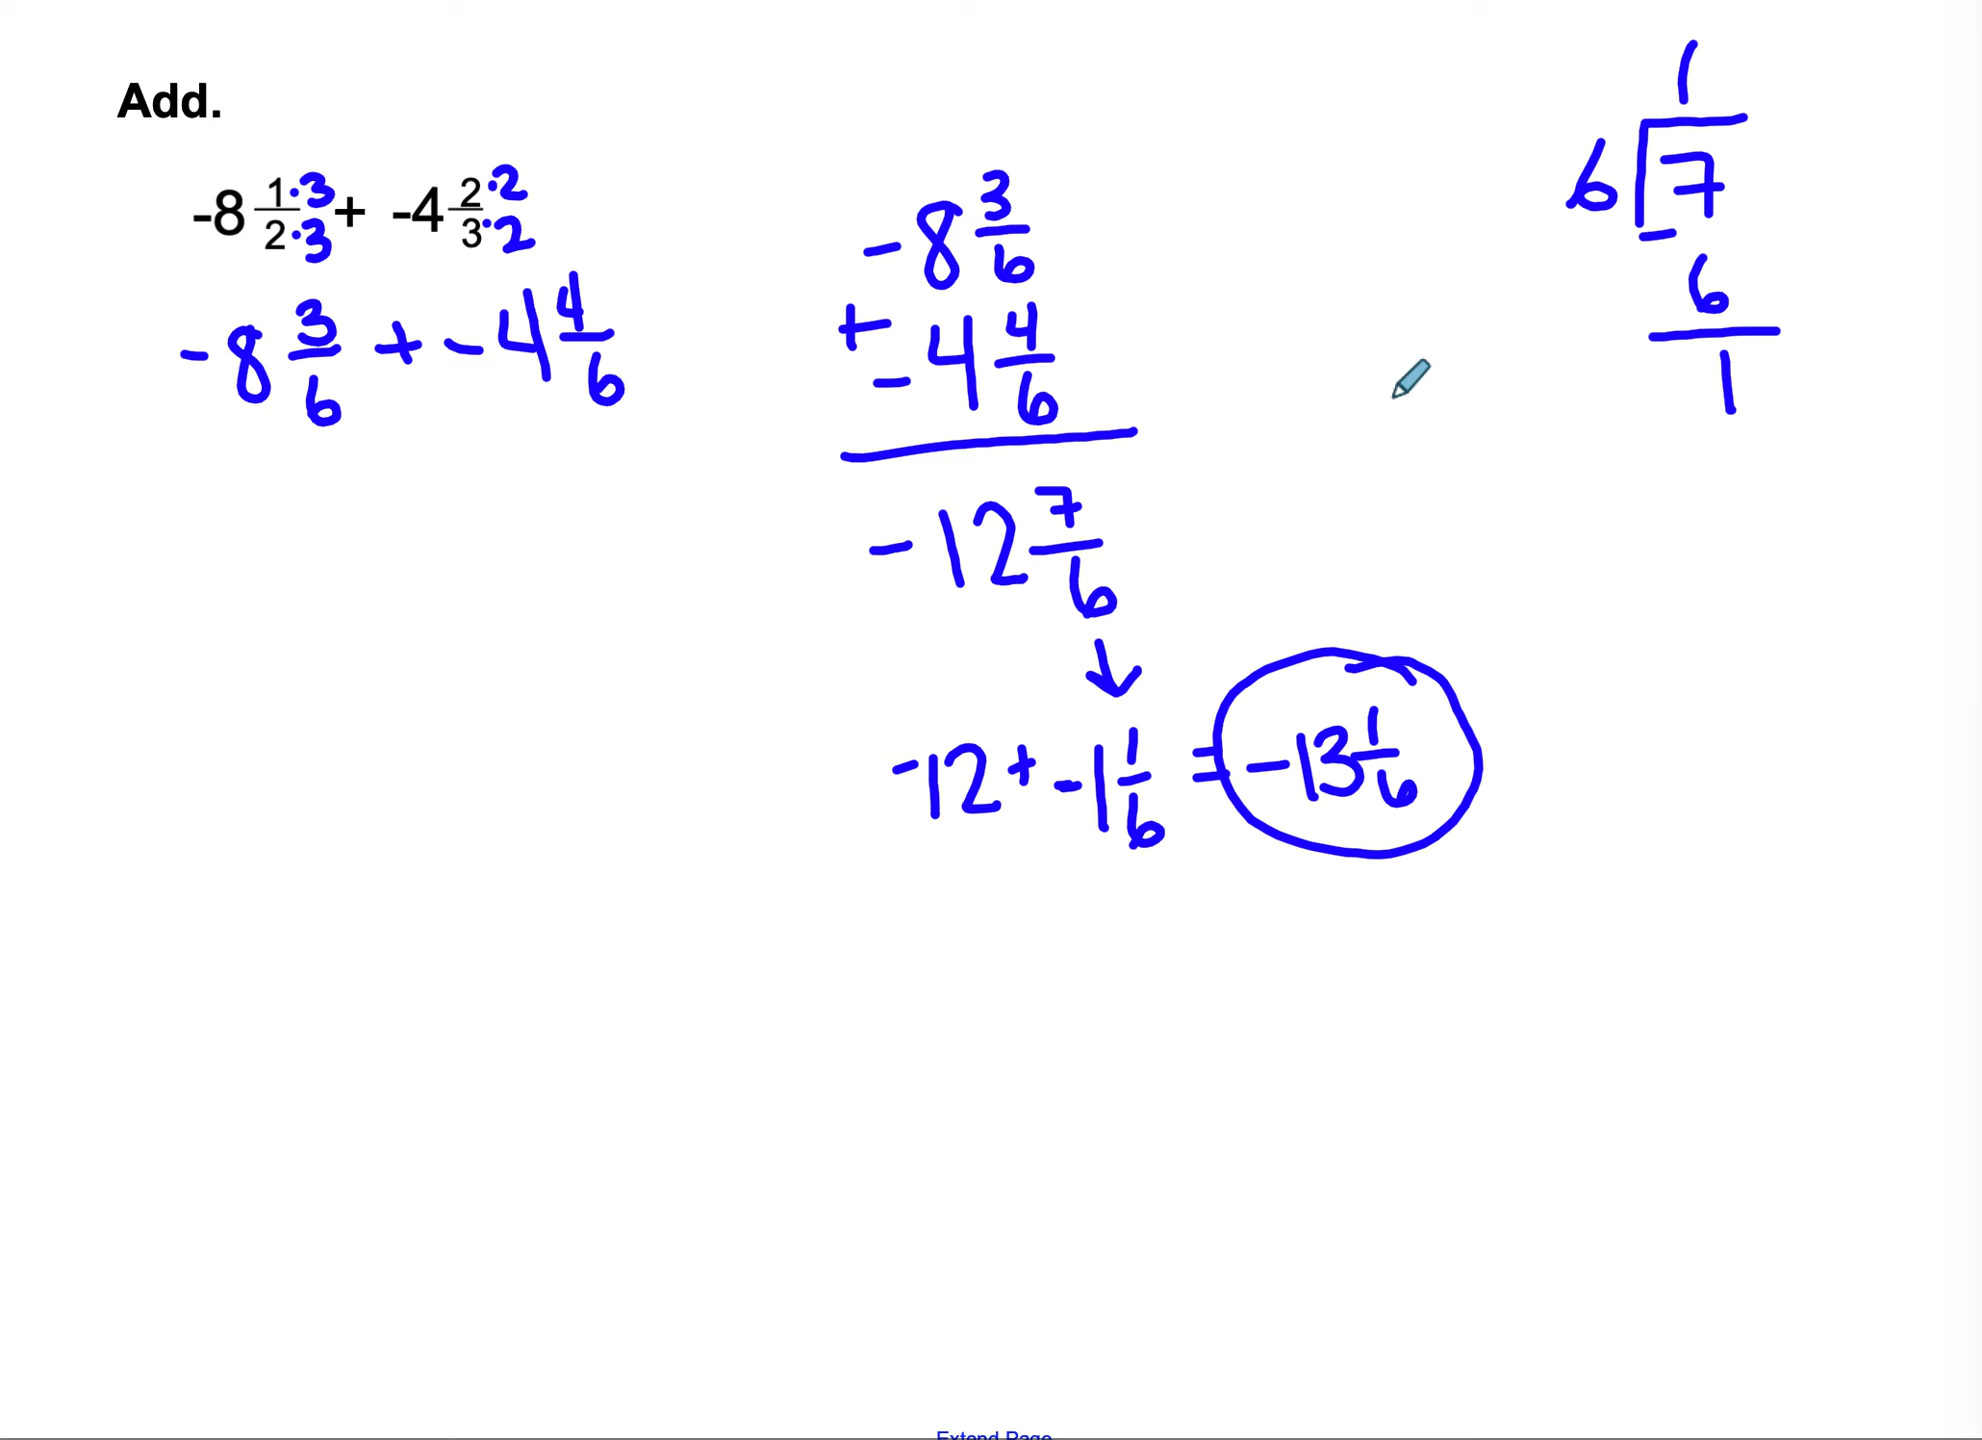 Add.
-8 1·3/2·3 + -4 2·2/3·2
-8 3/6 + -4 4/6
-8 3/6
+ -4 4/6
-12 7/6
-12 + -1 1/6 = -13 1/6
1
6 7
- 6
1
Extend Page